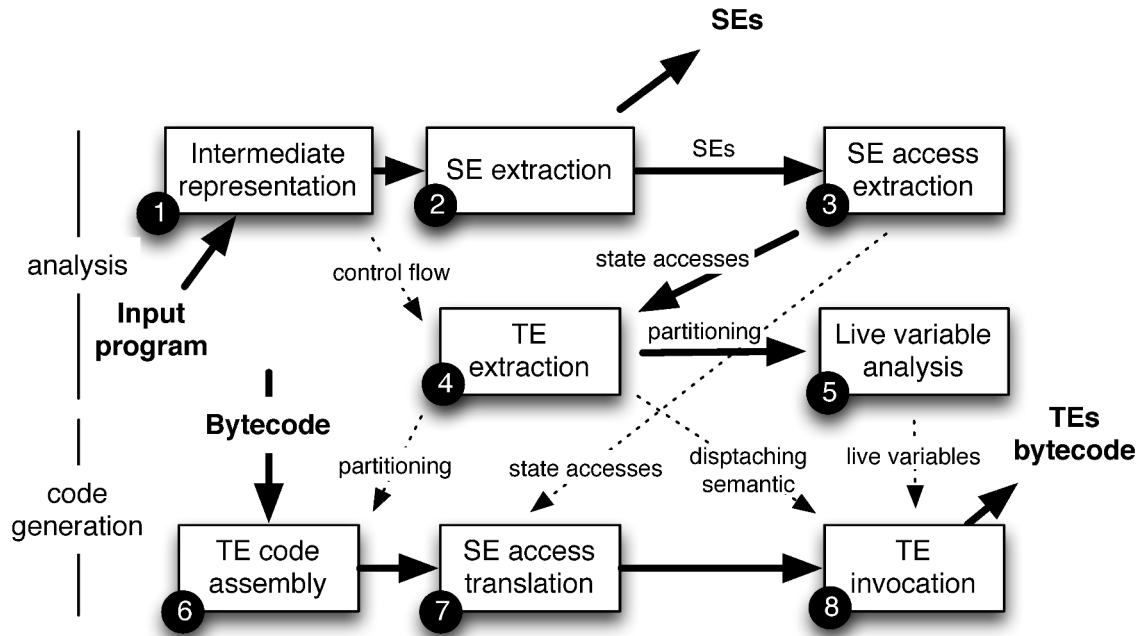 SEs
Intermediate
representation
1
SE extraction
2
SEs
SE access
extraction
3
analysis
control flow
state accesses
Input
program
TE
extraction
4
partitioning
Live variable
analysis
5
Bytecode
TEs
bytecode
partitioning
state accesses
disptaching
semantic
live variables
code
generation
TE code
assembly
6
SE access
translation
7
TE
invocation
8